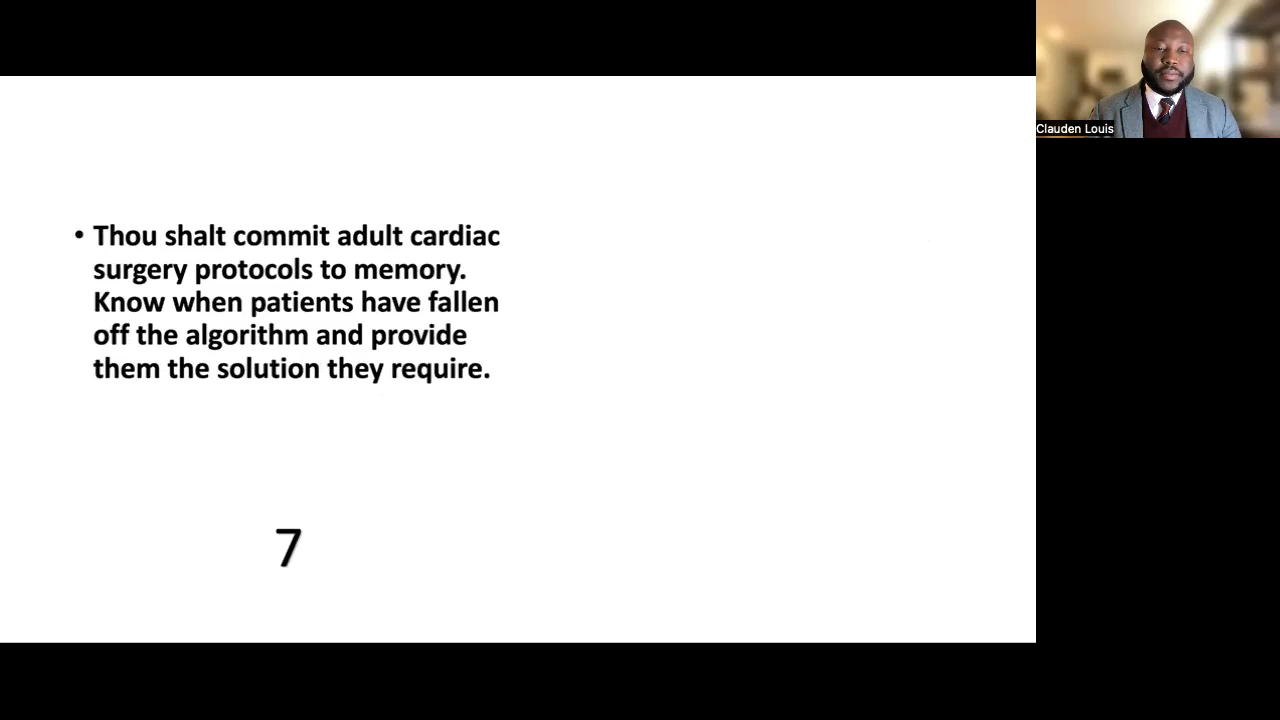 • Thou shalt commit adult cardiac
surgery protocols to memory.
Know when patients have fallen
off the algorithm and provide
them the solution they require.
7
Clauden Louis